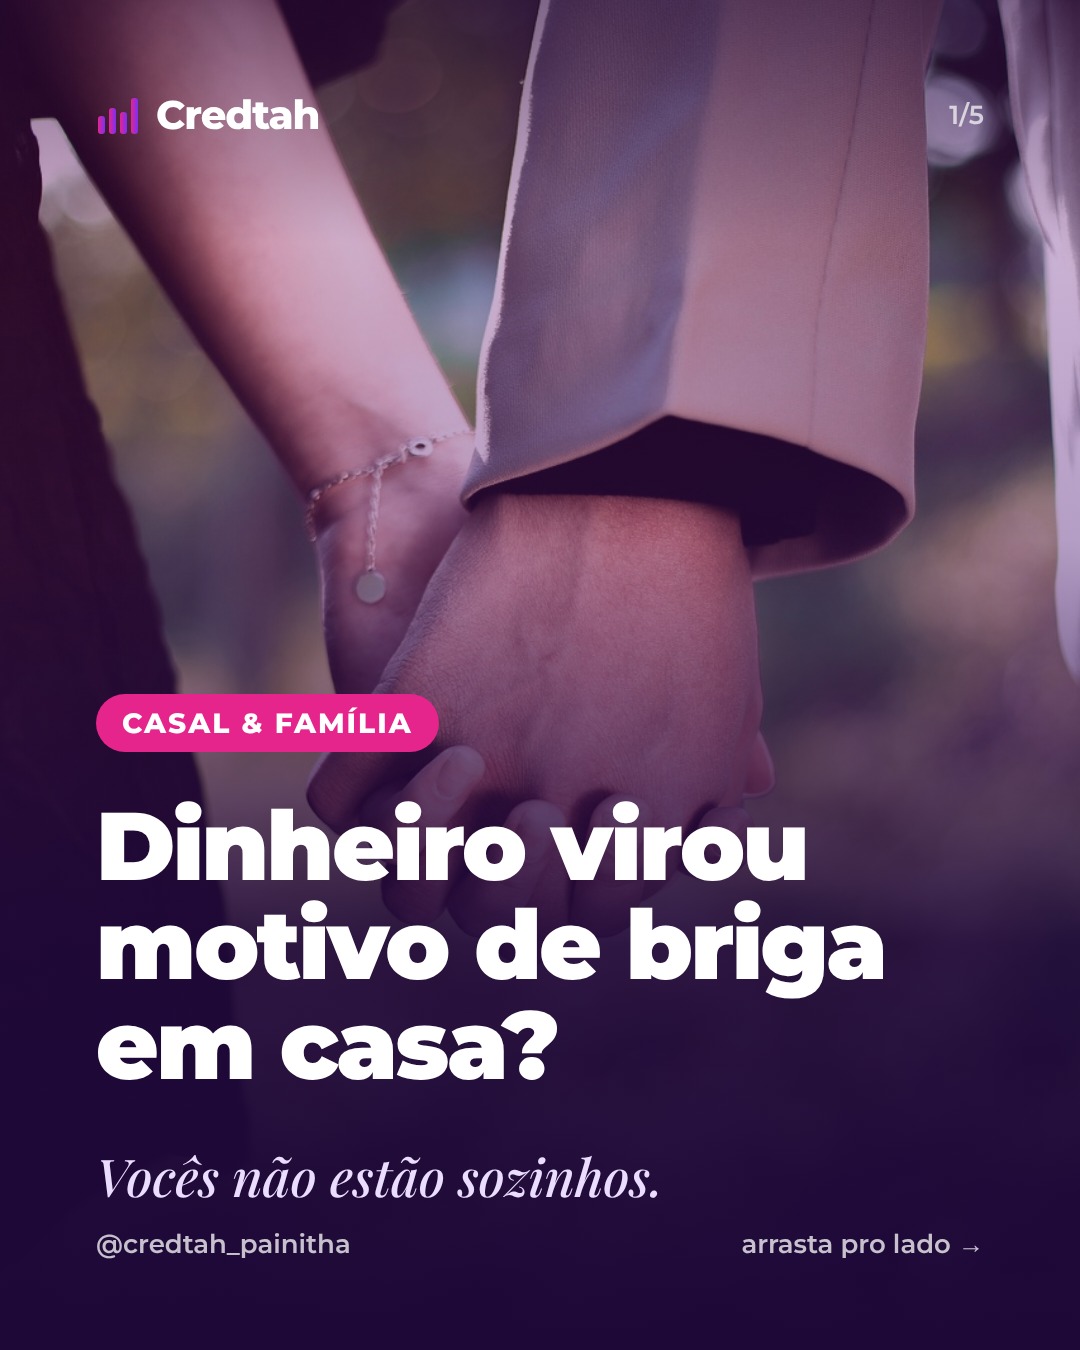 Credtah
1/5
CASAL & FAMÍLIA
Dinheiro virou
motivo de briga
em casa?
Vocês não estão sozinhos.
@credtah_painitha
arrasta pro lado →